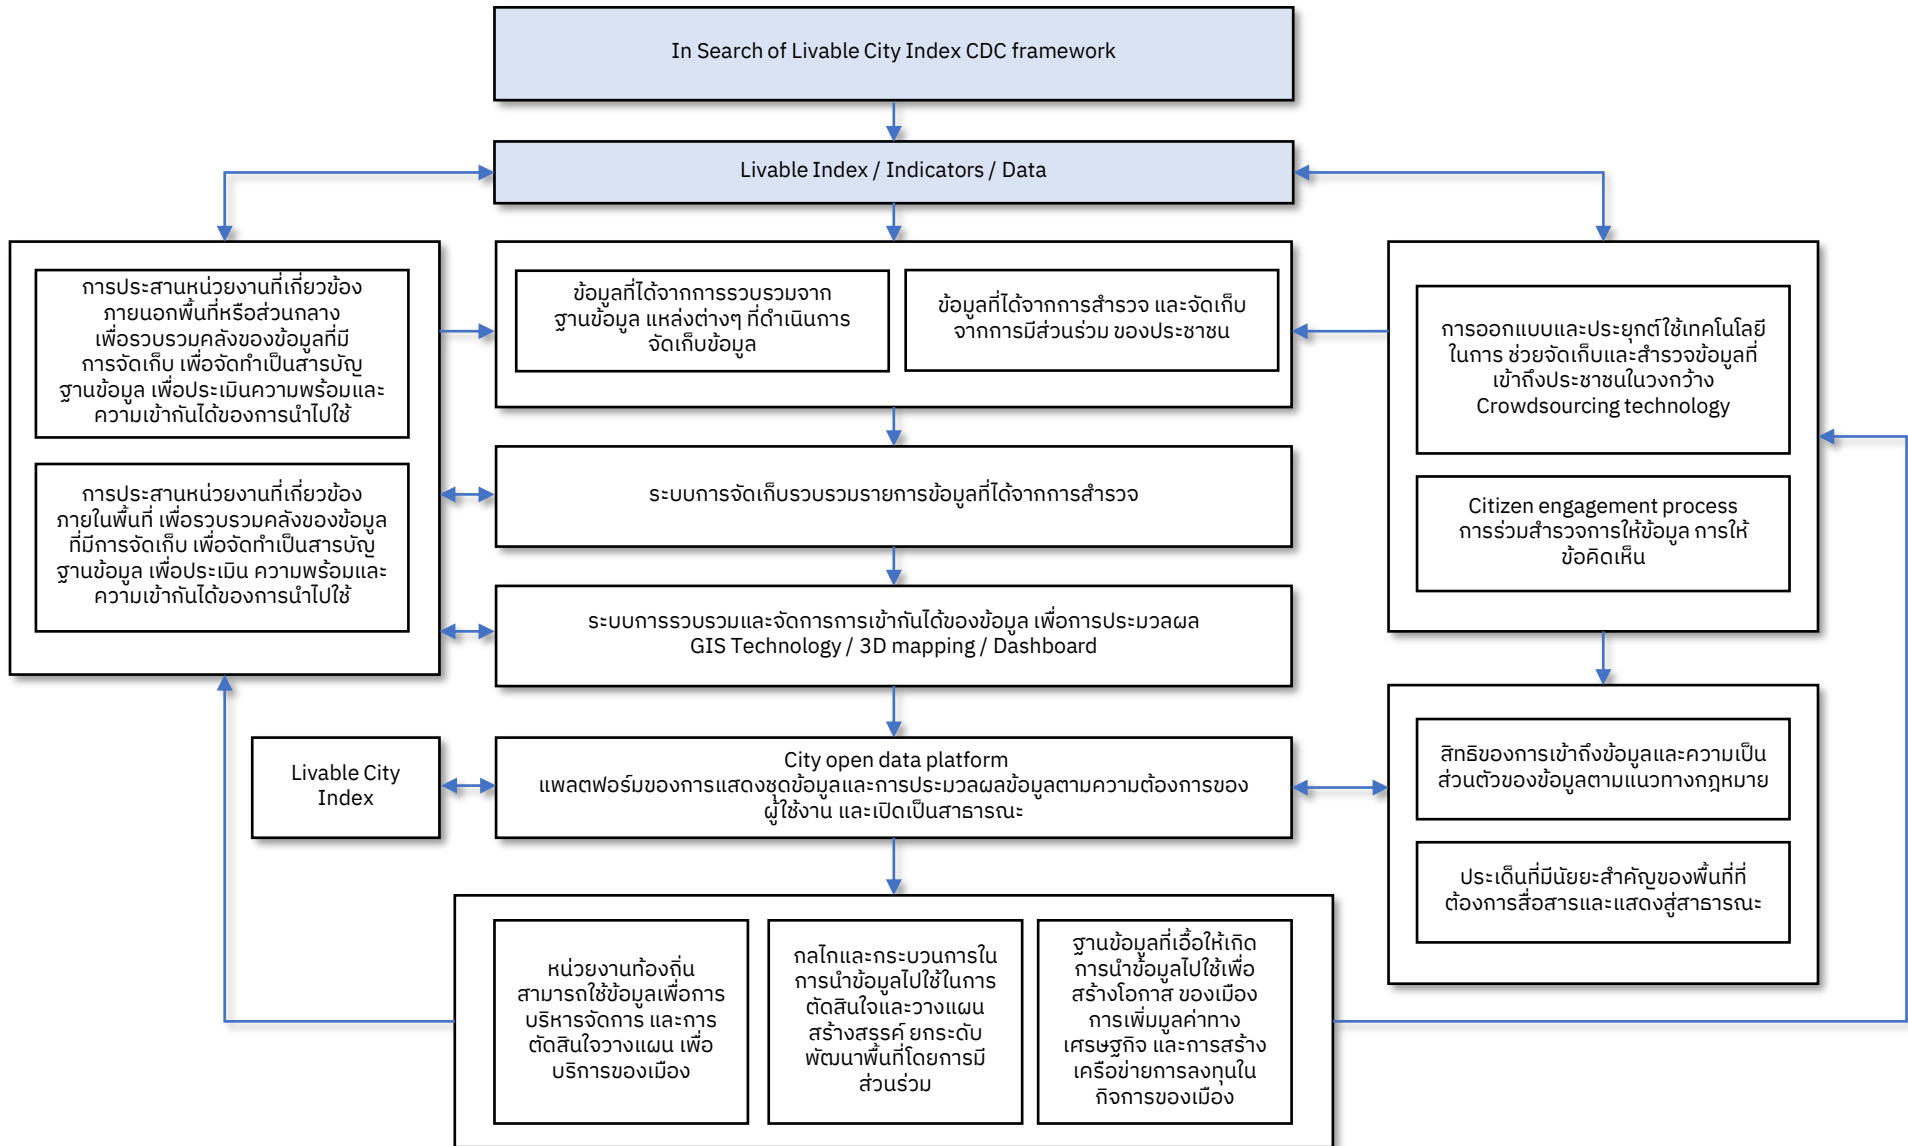 In Search of Livable City Index CDC framework
Livable Index / Indicators / Data
การประสานหน่วยงานที่เกี่ยวข้อง
ภายนอกพื้นที่หรือส่วนกลาง
เพื่อรวบรวมคลังของข้อมูลที่มี
การจัดเก็บ เพื่อจัดทำเป็นสารบัญ
ฐานข้อมูล เพื่อประเมินความพร้อมและ
ความเข้ากันได้ของการนำไปใช้
การประสานหน่วยงานที่เกี่ยวข้อง
ภายในพื้นที่ เพื่อรวบรวมคลังของข้อมูล
ที่มีการจัดเก็บ เพื่อจัดทำเป็นสารบัญ
ฐานข้อมูล เพื่อประเมิน ความพร้อมและ
ความเข้ากันได้ของการนำไปใช้
ข้อมูลที่ได้จากการรวบรวมจาก
ฐานข้อมูล แหล่งต่างๆ ที่ดำเนินการ
จัดเก็บข้อมูล
ข้อมูลที่ได้จากการสำรวจ และจัดเก็บ
จากการมีส่วนร่วม ของประชาชน
ระบบการจัดเก็บรวบรวมรายการข้อมูลที่ได้จากการสำรวจ
ระบบการรวบรวมและจัดการการเข้ากันได้ของข้อมูล เพื่อการประมวลผล
GIS Technology / 3D mapping / Dashboard
การออกแบบและประยุกต์ใช้เทคโนโลยี
ในการ ช่วยจัดเก็บและสำรวจข้อมูลที่
เข้าถึงประชาชนในวงกว้าง
Crowdsourcing technology
Citizen engagement process
การร่วมสำรวจการให้ข้อมูล การให้
ข้อคิดเห็น
Livable City
Index
City open data platform
แพลตฟอร์มของการแสดงชุดข้อมูลและการประมวลผลข้อมูลตามความต้องการของ
ผู้ใช้งาน และเปิดเป็นสาธารณะ
สิทธิของการเข้าถึงข้อมูลและความเป็น
ส่วนตัวของข้อมูลตามแนวทางกฎหมาย
ประเด็นที่มีนัยยะสำคัญของพื้นที่ที่
ต้องการสื่อสารและแสดงสู่สาธารณะ
หน่วยงานท้องถิ่น
สามารถใช้ข้อมูลเพื่อการ
บริหารจัดการ และการ
ตัดสินใจวางแผน เพื่อ
บริการของเมือง
กลไกและกระบวนการใน
การนำข้อมูลไปใช้ในการ
ตัดสินใจและวางแผน
สร้างสรรค์ ยกระดับ
พัฒนาพื้นที่โดยการมี
ส่วนร่วม
ฐานข้อมูลที่เอื้อให้เกิด
การนำข้อมูลไปใช้เพื่อ
สร้างโอกาส ของเมือง
การเพิ่มมูลค่าทาง
เศรษฐกิจ และการสร้าง
เครือข่ายการลงทุนใน
กิจการของเมือง